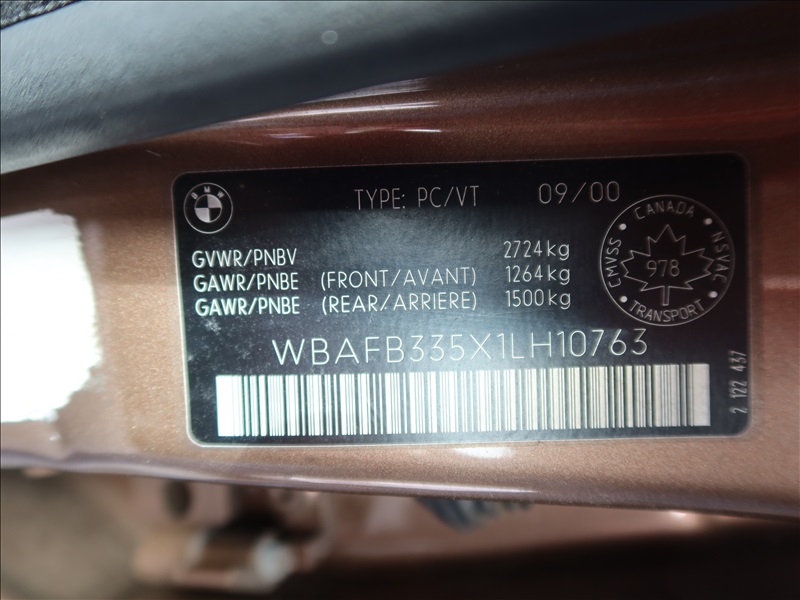 BMW
TYPE: PC/VT 09/00
GVWR/PNBV 2724kg
GAWR/PNBE (FRONT/AVANT) 1264kg
GAWR/PNBE (REAR/ARRIERE) 1500kg
CANADA
CMVSS
NSVAC
978
TRANSPORT
WBAFB335X1LH10763
2 122 437